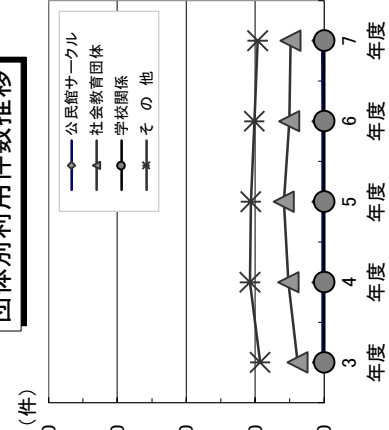 団体別利用件数推移
(件)
公民館サークル
社会教育団体
学校関係
そ の 他
0
0
0
0
0
0
3
年度
4
年度
5
年度
6
年度
7
年度